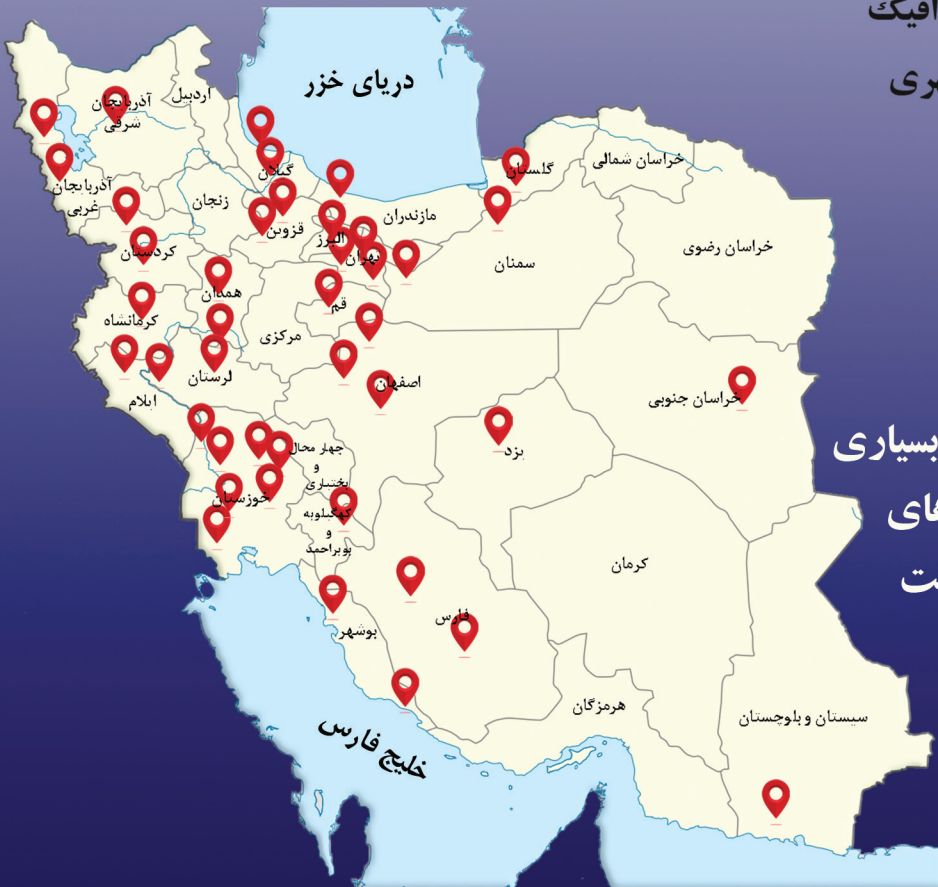 افیک
ری
دریای خزر
آذربایجان
شرقی
اردبیل
گیلان
گلستان
خراسان شمالی
آذربایجان
غربی
زنجان
قزوین
البرز
مازندران
تهران
سمنان
خراسان رضوی
کردستان
همدان
قم
کرمانشاه
مرکزی
لرستان
ایلام
اصفهان
خراسان جنوبی
یزد
چهار محال
و
بختیاری
خوزستان
کهگیلویه
و
بویراحمد
کرمان
فارس
بوشهر
هرمزگان
سیستان و بلوچستان
خلیج فارس
بسیاری
های
ت